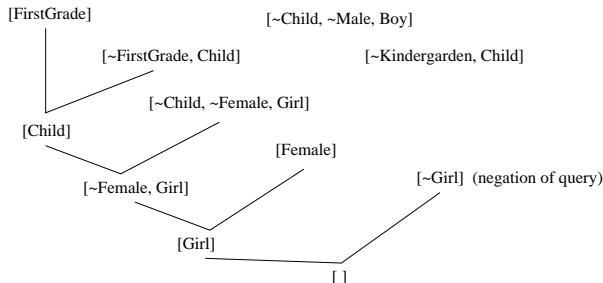 [FirstGrade]
[~Child, ~Male, Boy]
[~FirstGrade, Child]
[~Kindergarden, Child]
[~Child, ~Female, Girl]
[Child]
[Female]
[~Girl] (negation of query)
[~Female, Girl]
[Girl]
[ ]